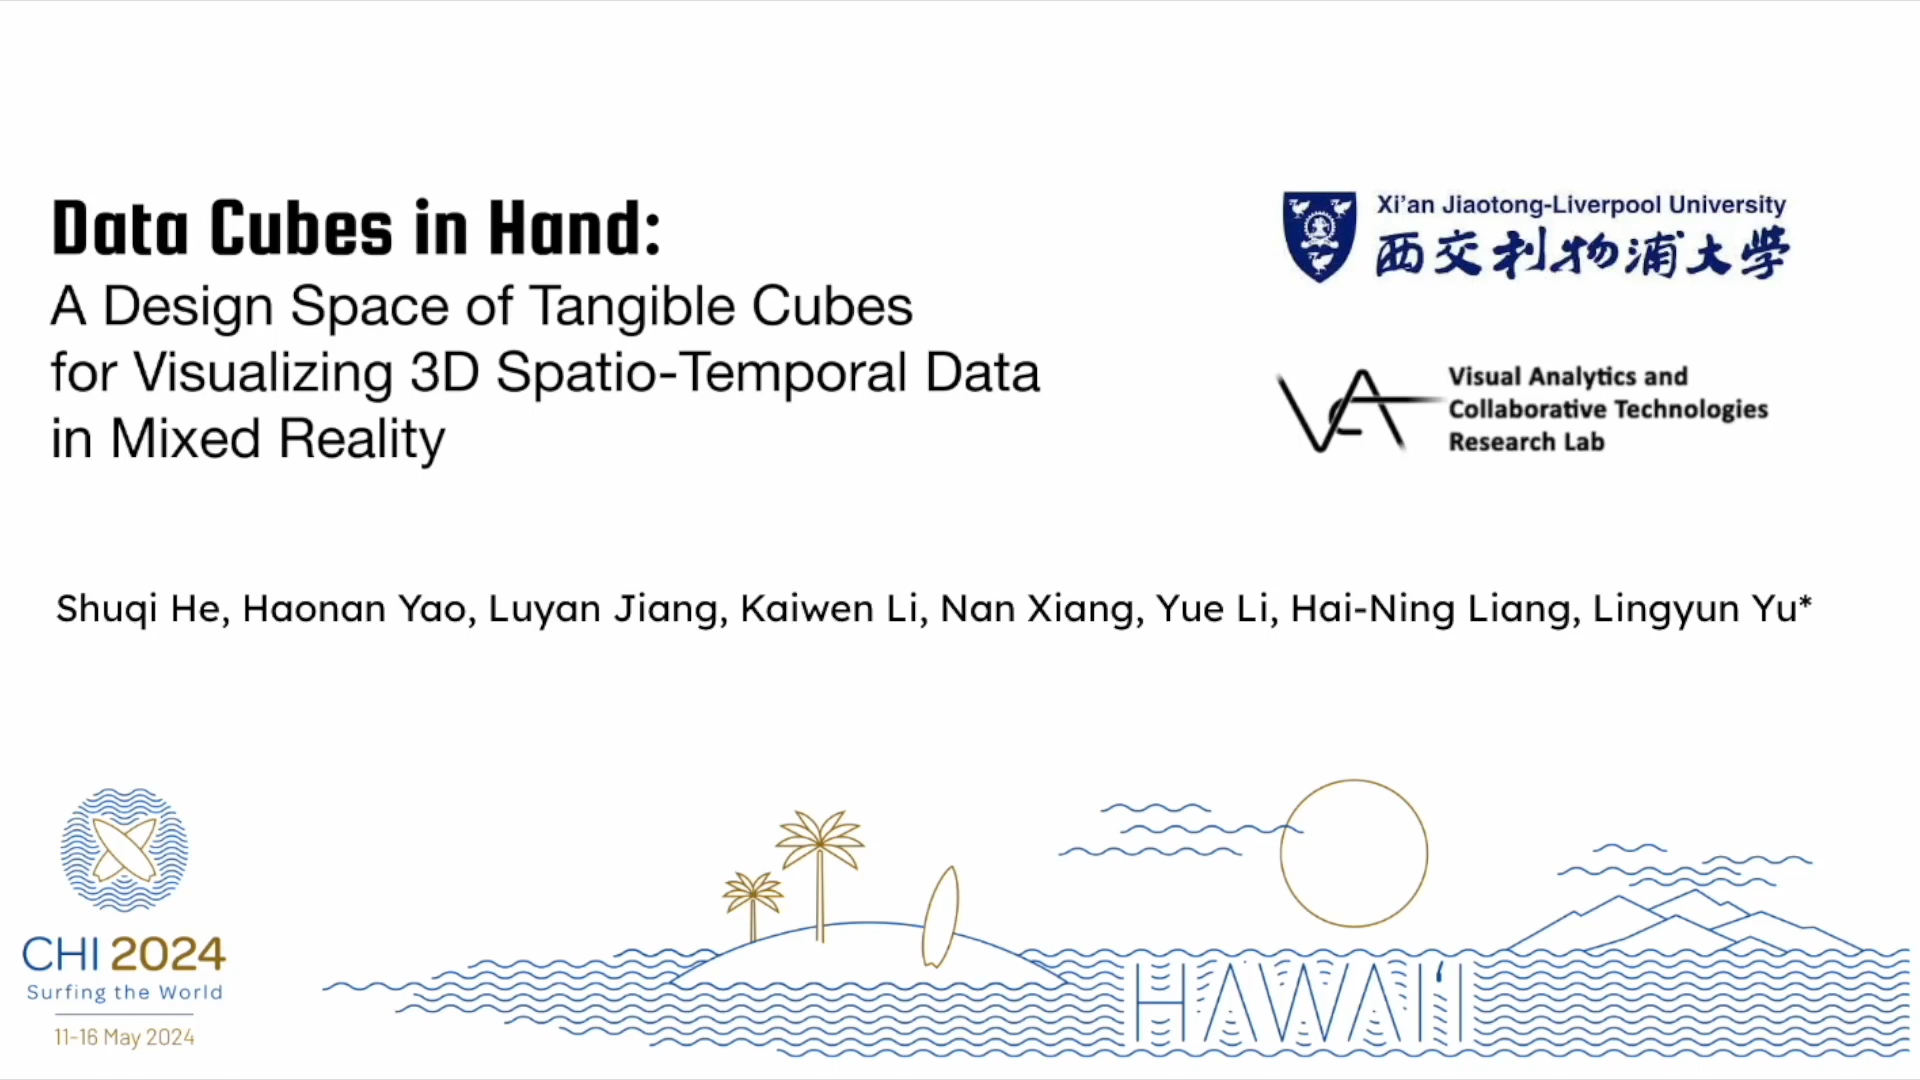 Data Cubes in Hand:
A Design Space of Tangible Cubes
for Visualizing 3D Spatio-Temporal Data
in Mixed Reality
Xi'an Jiaotong-Liverpool University
西交利物浦大学
Visual Analytics and
Collaborative Technologies
Research Lab
Shuqi He, Haonan Yao, Luyan Jiang, Kaiwen Li, Nan Xiang, Yue Li, Hai-Ning Liang, Lingyun Yu*
CHI 2024
Surfing the World
11-16 May 2024
HAWAIʻI